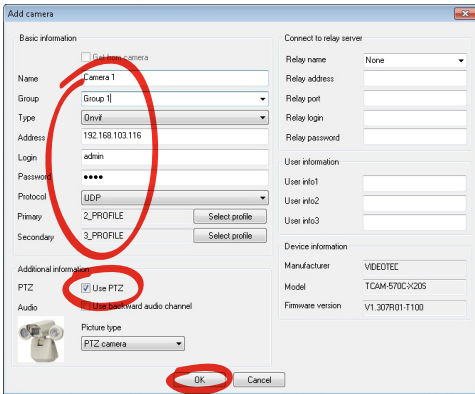 Add camera
Basic information
Get from camera
Name Camera 1
Group Group 1
Type Onvif
Address 192.168.103.116
Login admin
Password ●●●●
Protocol UDP
Primary 2_PROFILE Select profile
Secondary 3_PROFILE Select profile
Additional information
PTZ Use PTZ
Audio Use backward audio channel
Picture type
PTZ camera
Connect to relay server
Relay name None
Relay address
Relay port
Relay login
Relay password
User information
User info1
User info2
User info3
Device information
Manufacturer VIDEOTEC
Model TCAM-570C-X20S
Firmware version V1.307R01-T100
OK Cancel